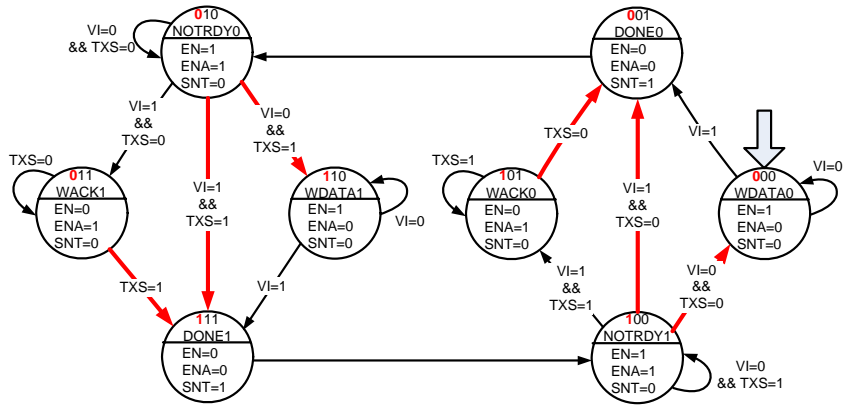 010
NOTRDY0
EN=1
ENA=1
SNT=0
VI=0
&& TXS=0
001
DONE0
EN=0
ENA=0
SNT=1
VI=1
&&
TXS=0
VI=0
&&
TXS=1
VI=1
&&
TXS=1
TXS=0
VI=1
TXS=0
011
WACK1
EN=0
ENA=1
SNT=0
110
WDATA1
EN=1
ENA=0
SNT=0
VI=0
TXS=1
101
WACK0
EN=0
ENA=1
SNT=0
VI=1
&&
TXS=0
000
WDATA0
EN=1
ENA=0
SNT=0
VI=0
TXS=1
VI=1
VI=1
&&
TXS=1
VI=0
&&
TXS=0
111
DONE1
EN=0
ENA=0
SNT=1
100
NOTRDY1
EN=1
ENA=1
SNT=0
VI=0
&& TXS=1